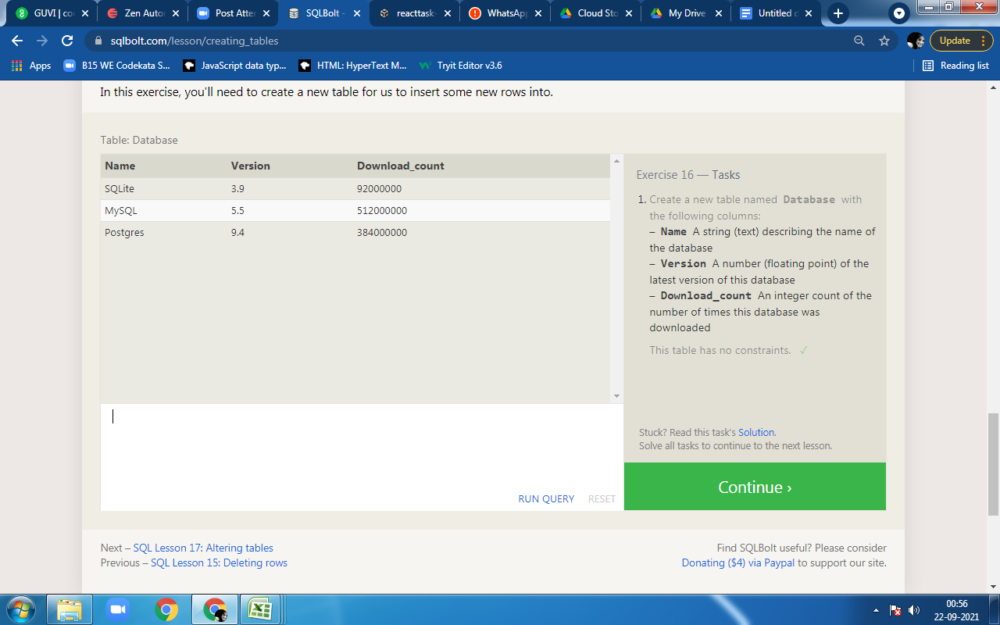 GUVI | co
Zen Auto
Post Atte
SQLBolt -
reacttask-
WhatsApp
Cloud Sto
My Drive
Untitled
sqlbolt.com/lesson/creating_tables
Update
Apps
B15 WE Codekata S...
JavaScript data typ...
HTML: HyperText M...
Tryit Editor v3.6
Reading list
In this exercise, you'll need to create a new table for us to insert some new rows into.
Table: Database
Name Version Download_count
SQLite 3.9 92000000
MySQL 5.5 512000000
Postgres 9.4 384000000
Exercise 16 — Tasks
1. Create a new table named Database with
the following columns:
– Name A string (text) describing the name of
the database
– Version A number (floating point) of the
latest version of this database
– Download_count An integer count of the
number of times this database was
downloaded
This table has no constraints. ✓
Stuck? Read this task's Solution.
Solve all tasks to continue to the next lesson.
RUN QUERY RESET
Continue ›
Next – SQL Lesson 17: Altering tables
Previous – SQL Lesson 15: Deleting rows
Find SQLBolt useful? Please consider
Donating ($4) via Paypal to support our site.
00:56
22-09-2021